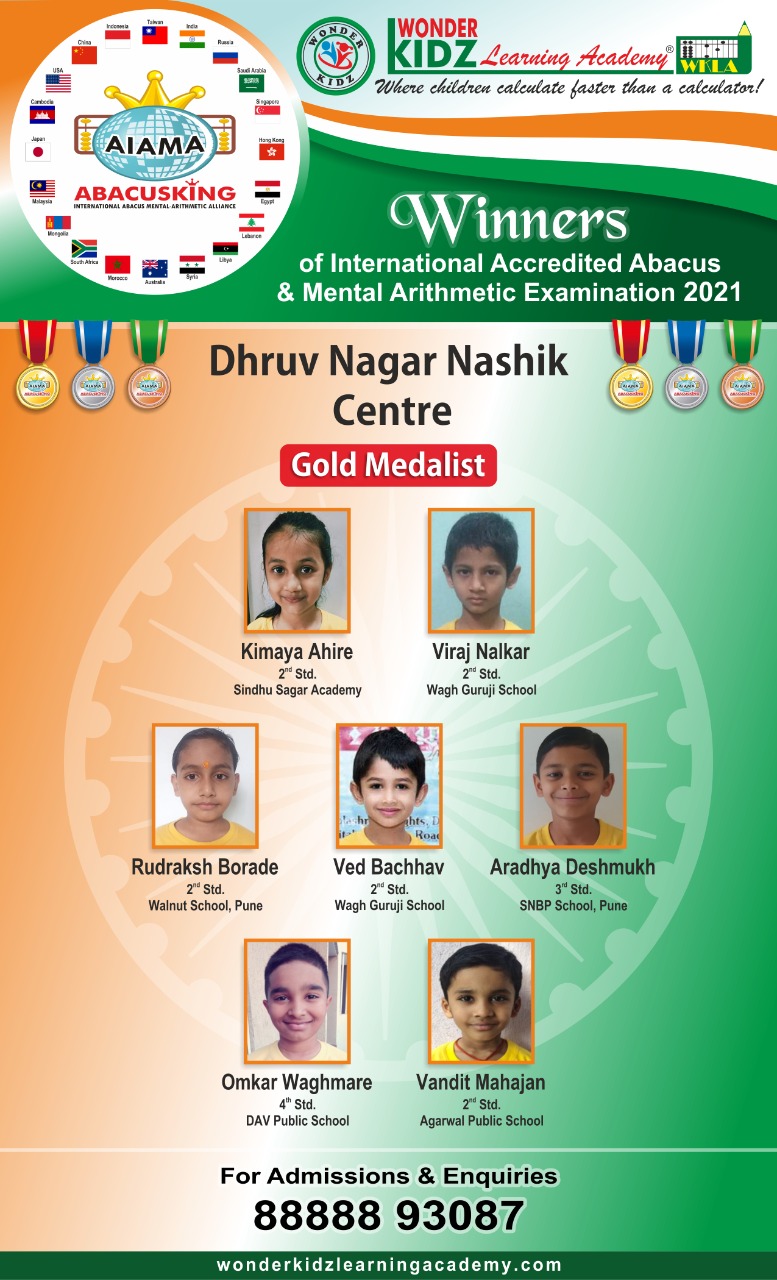 Taiwan
Indonesia
India
China
Russia
USA
Saudi Arabia
Cambodia
Singapore
Japan
Hong Kong
Malaysia
Egypt
Mongolia
Lebanon
South Africa
Libya
Morocco
Syria
Australia
AIAMA
ABACUSKING
INTERNATIONAL ABACUS MENTAL-ARITHMETIC ALLIANCE
WONDER
KIDZ
WONDER
KIDZ Learning Academy®
WKLA
Where children calculate faster than a calculator!
Winners
of International Accredited Abacus
& Mental Arithmetic Examination 2021
Dhruv Nagar Nashik
Centre
Gold Medalist
Kimaya Ahire
2nd Std.
Sindhu Sagar Academy
Viraj Nalkar
2nd Std.
Wagh Guruji School
Rudraksh Borade
2nd Std.
Walnut School, Pune
Ved Bachhav
2nd Std.
Wagh Guruji School
Aradhya Deshmukh
3rd Std.
SNBP School, Pune
Omkar Waghmare
4th Std.
DAV Public School
Vandit Mahajan
2nd Std.
Agarwal Public School
For Admissions & Enquiries
88888 93087
wonderkidzlearningacademy.com